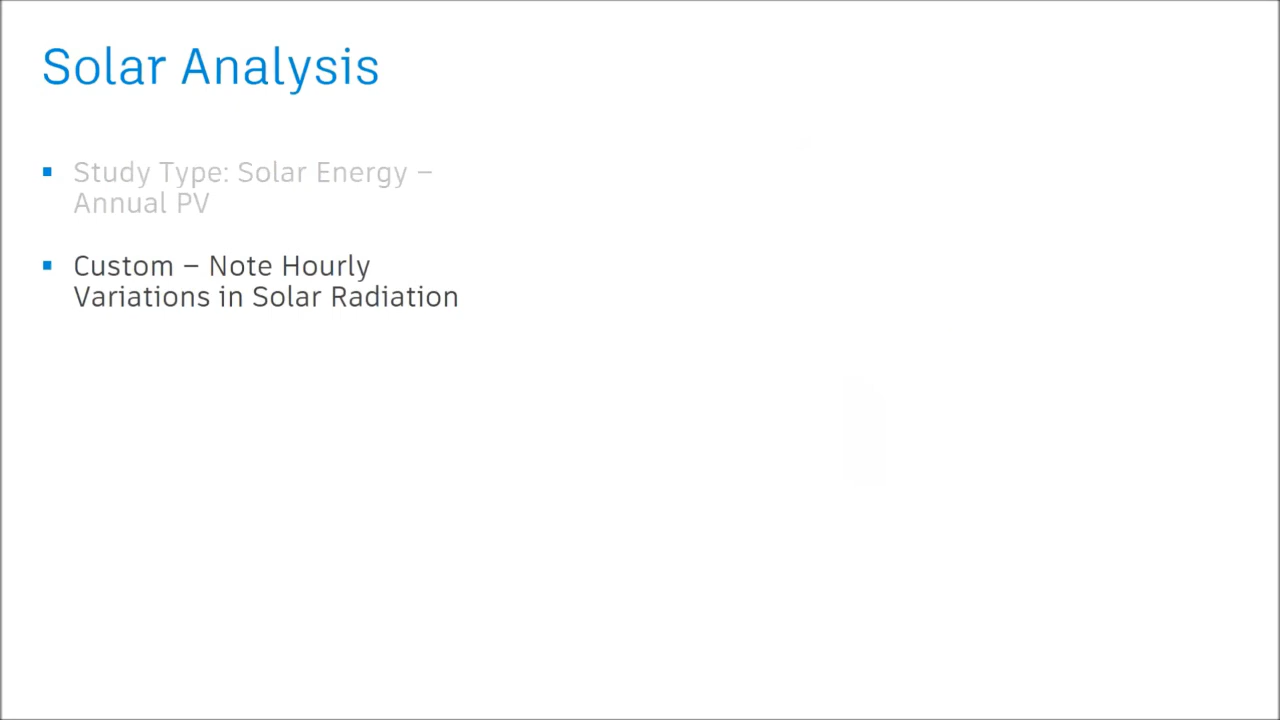 Solar Analysis
Study Type: Solar Energy –
Annual PV
Custom – Note Hourly
Variations in Solar Radiation